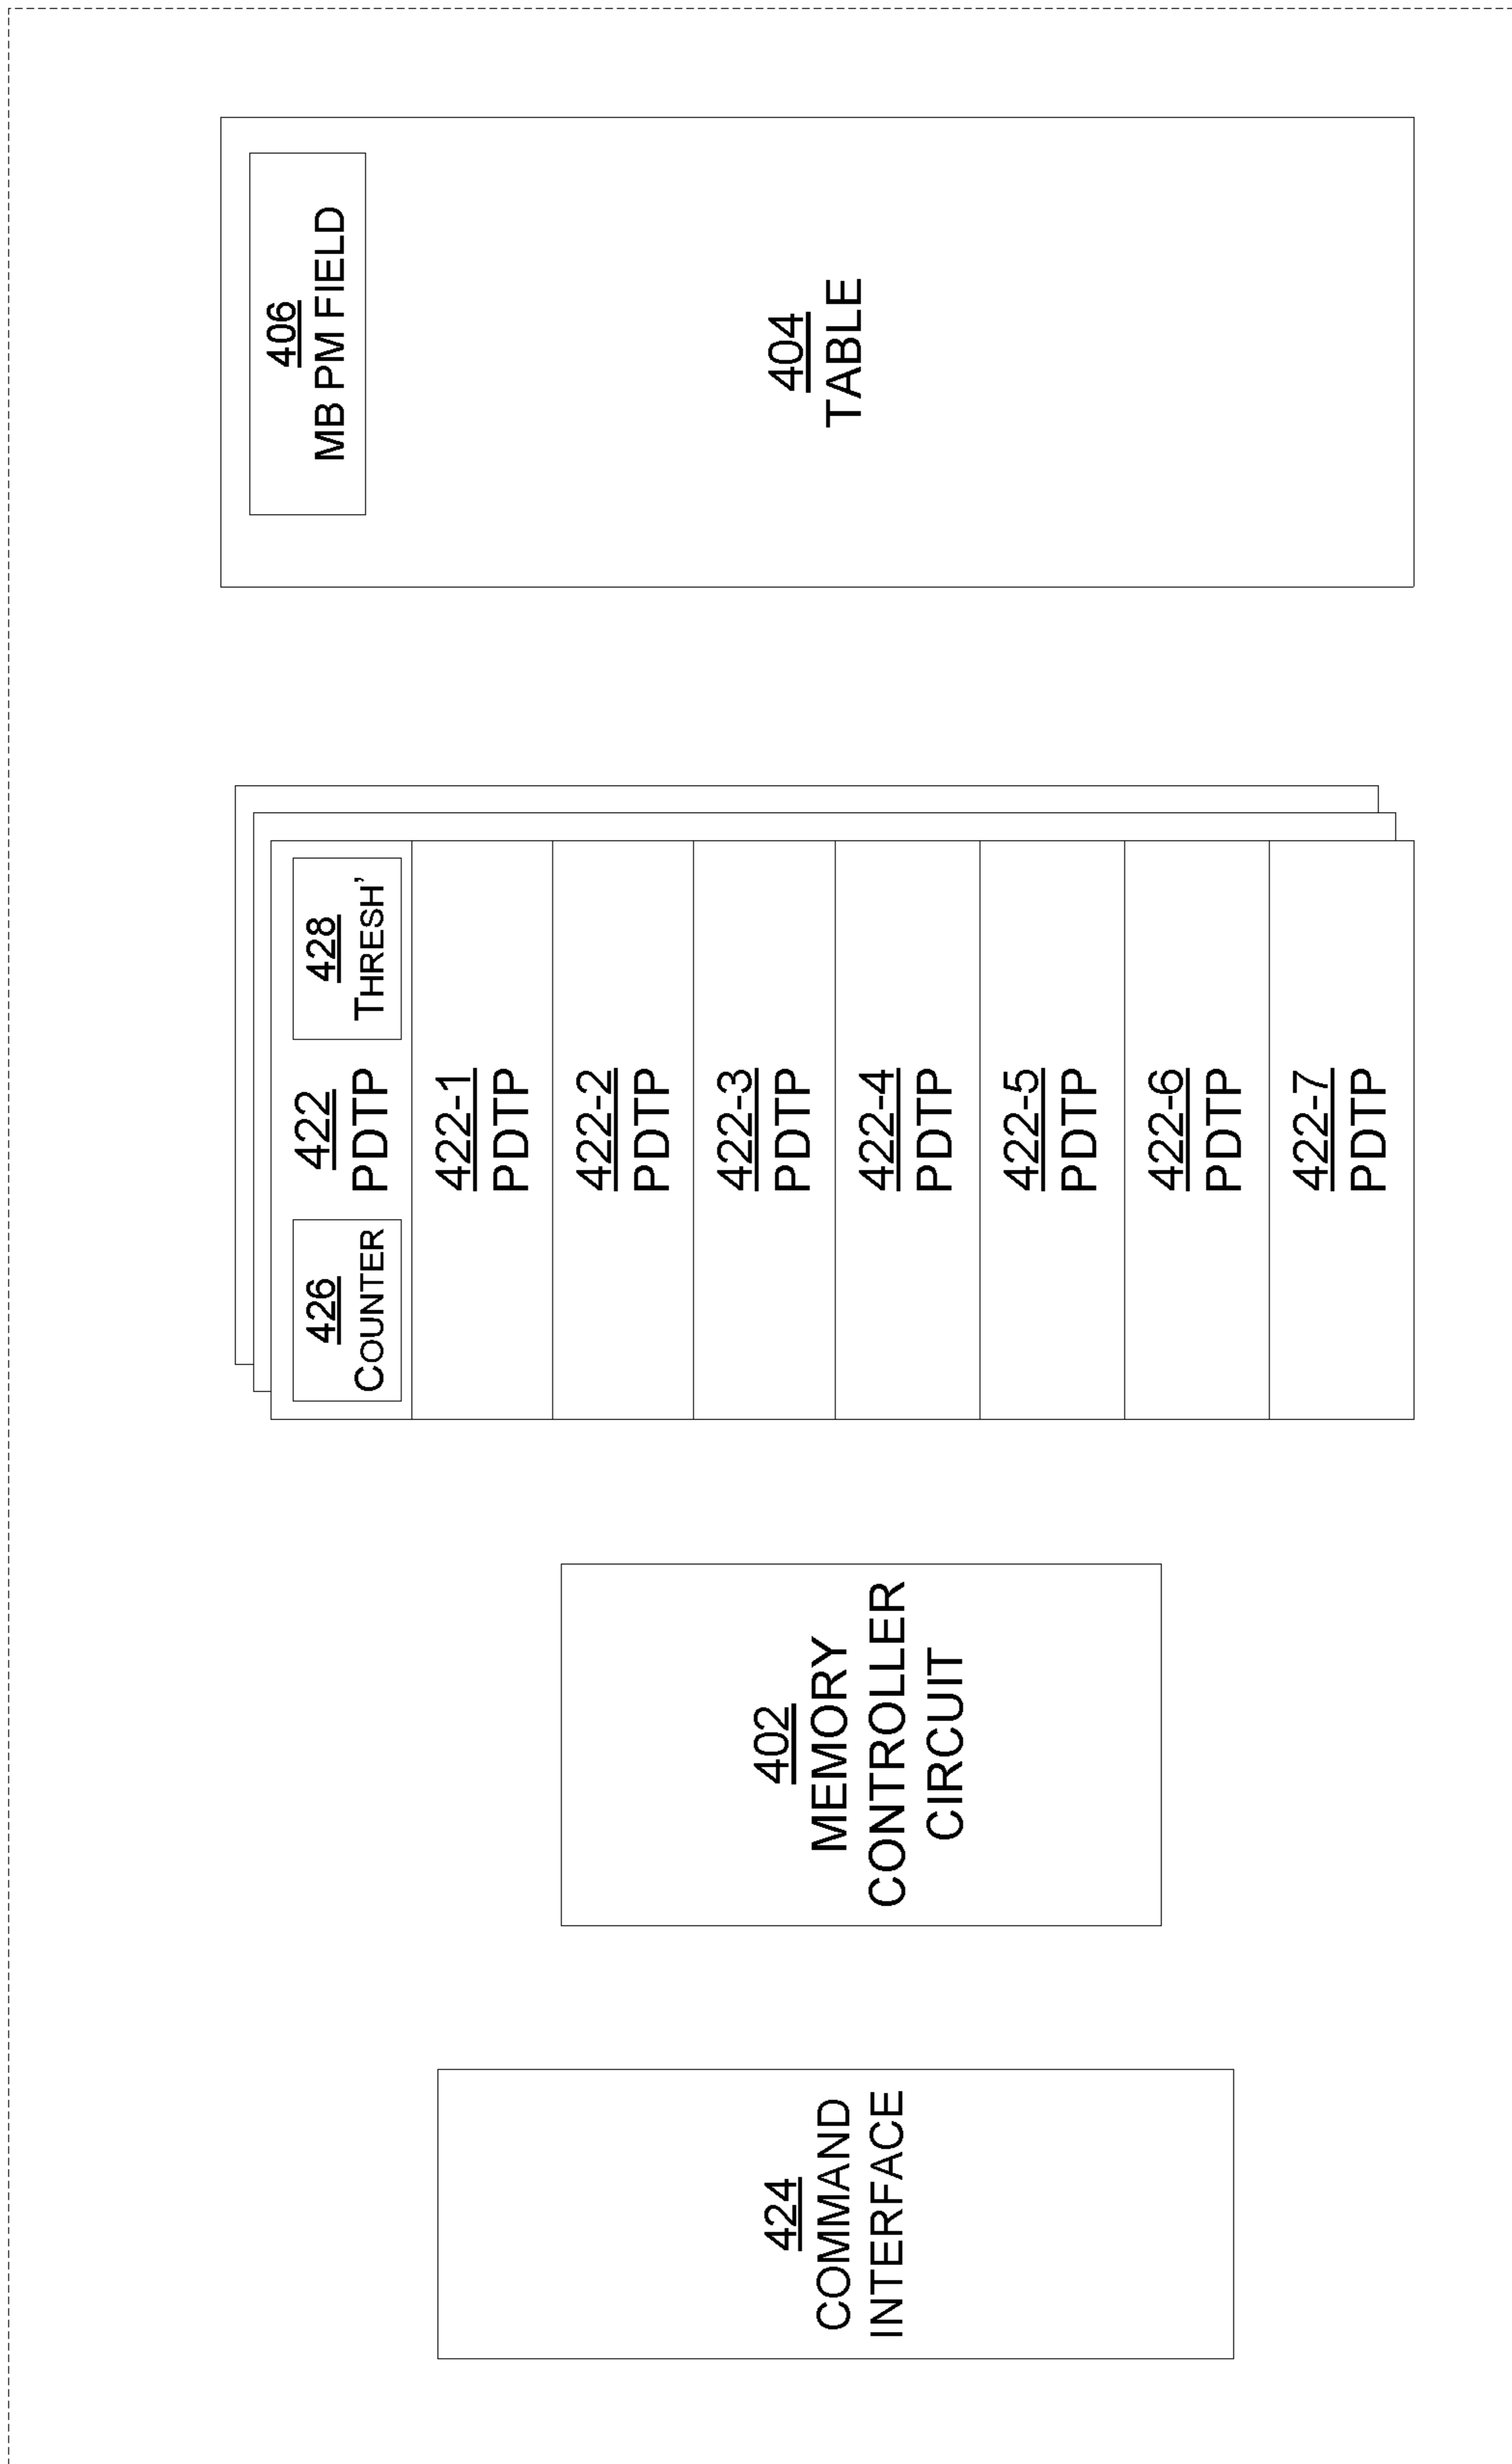 424
COMMAND
INTERFACE
402
MEMORY
CONTROLLER
CIRCUIT
426
COUNTER
422
PDTP
428
THRESH’
422-1
PDTP
422-2
PDTP
422-3
PDTP
422-4
PDTP
422-5
PDTP
422-6
PDTP
422-7
PDTP
406
MB PM FIELD
404
TABLE